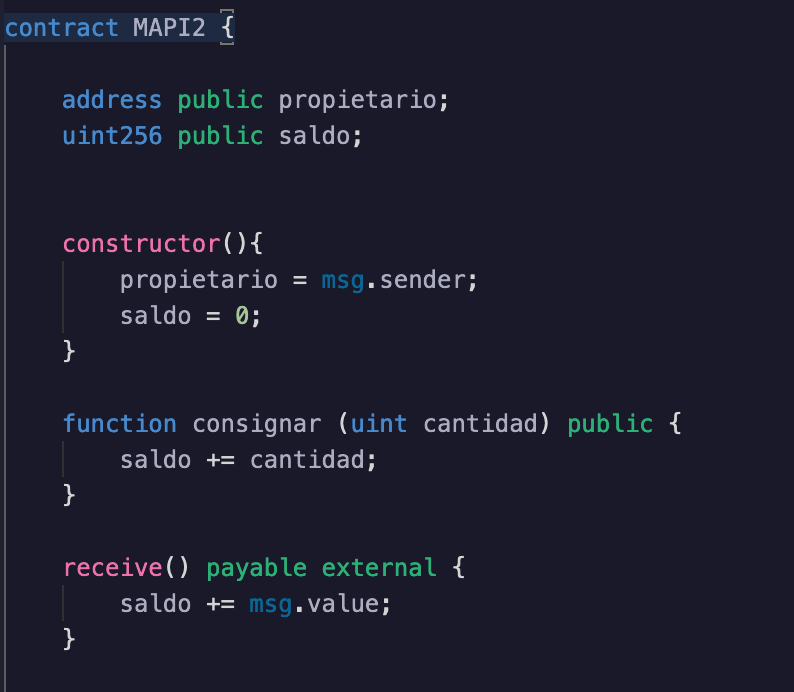 contract MAPI2 {
address public propietario;
uint256 public saldo;
constructor(){
propietario = msg.sender;
saldo = 0;
}
function consignar (uint cantidad) public {
saldo += cantidad;
}
receive() payable external {
saldo += msg.value;
}